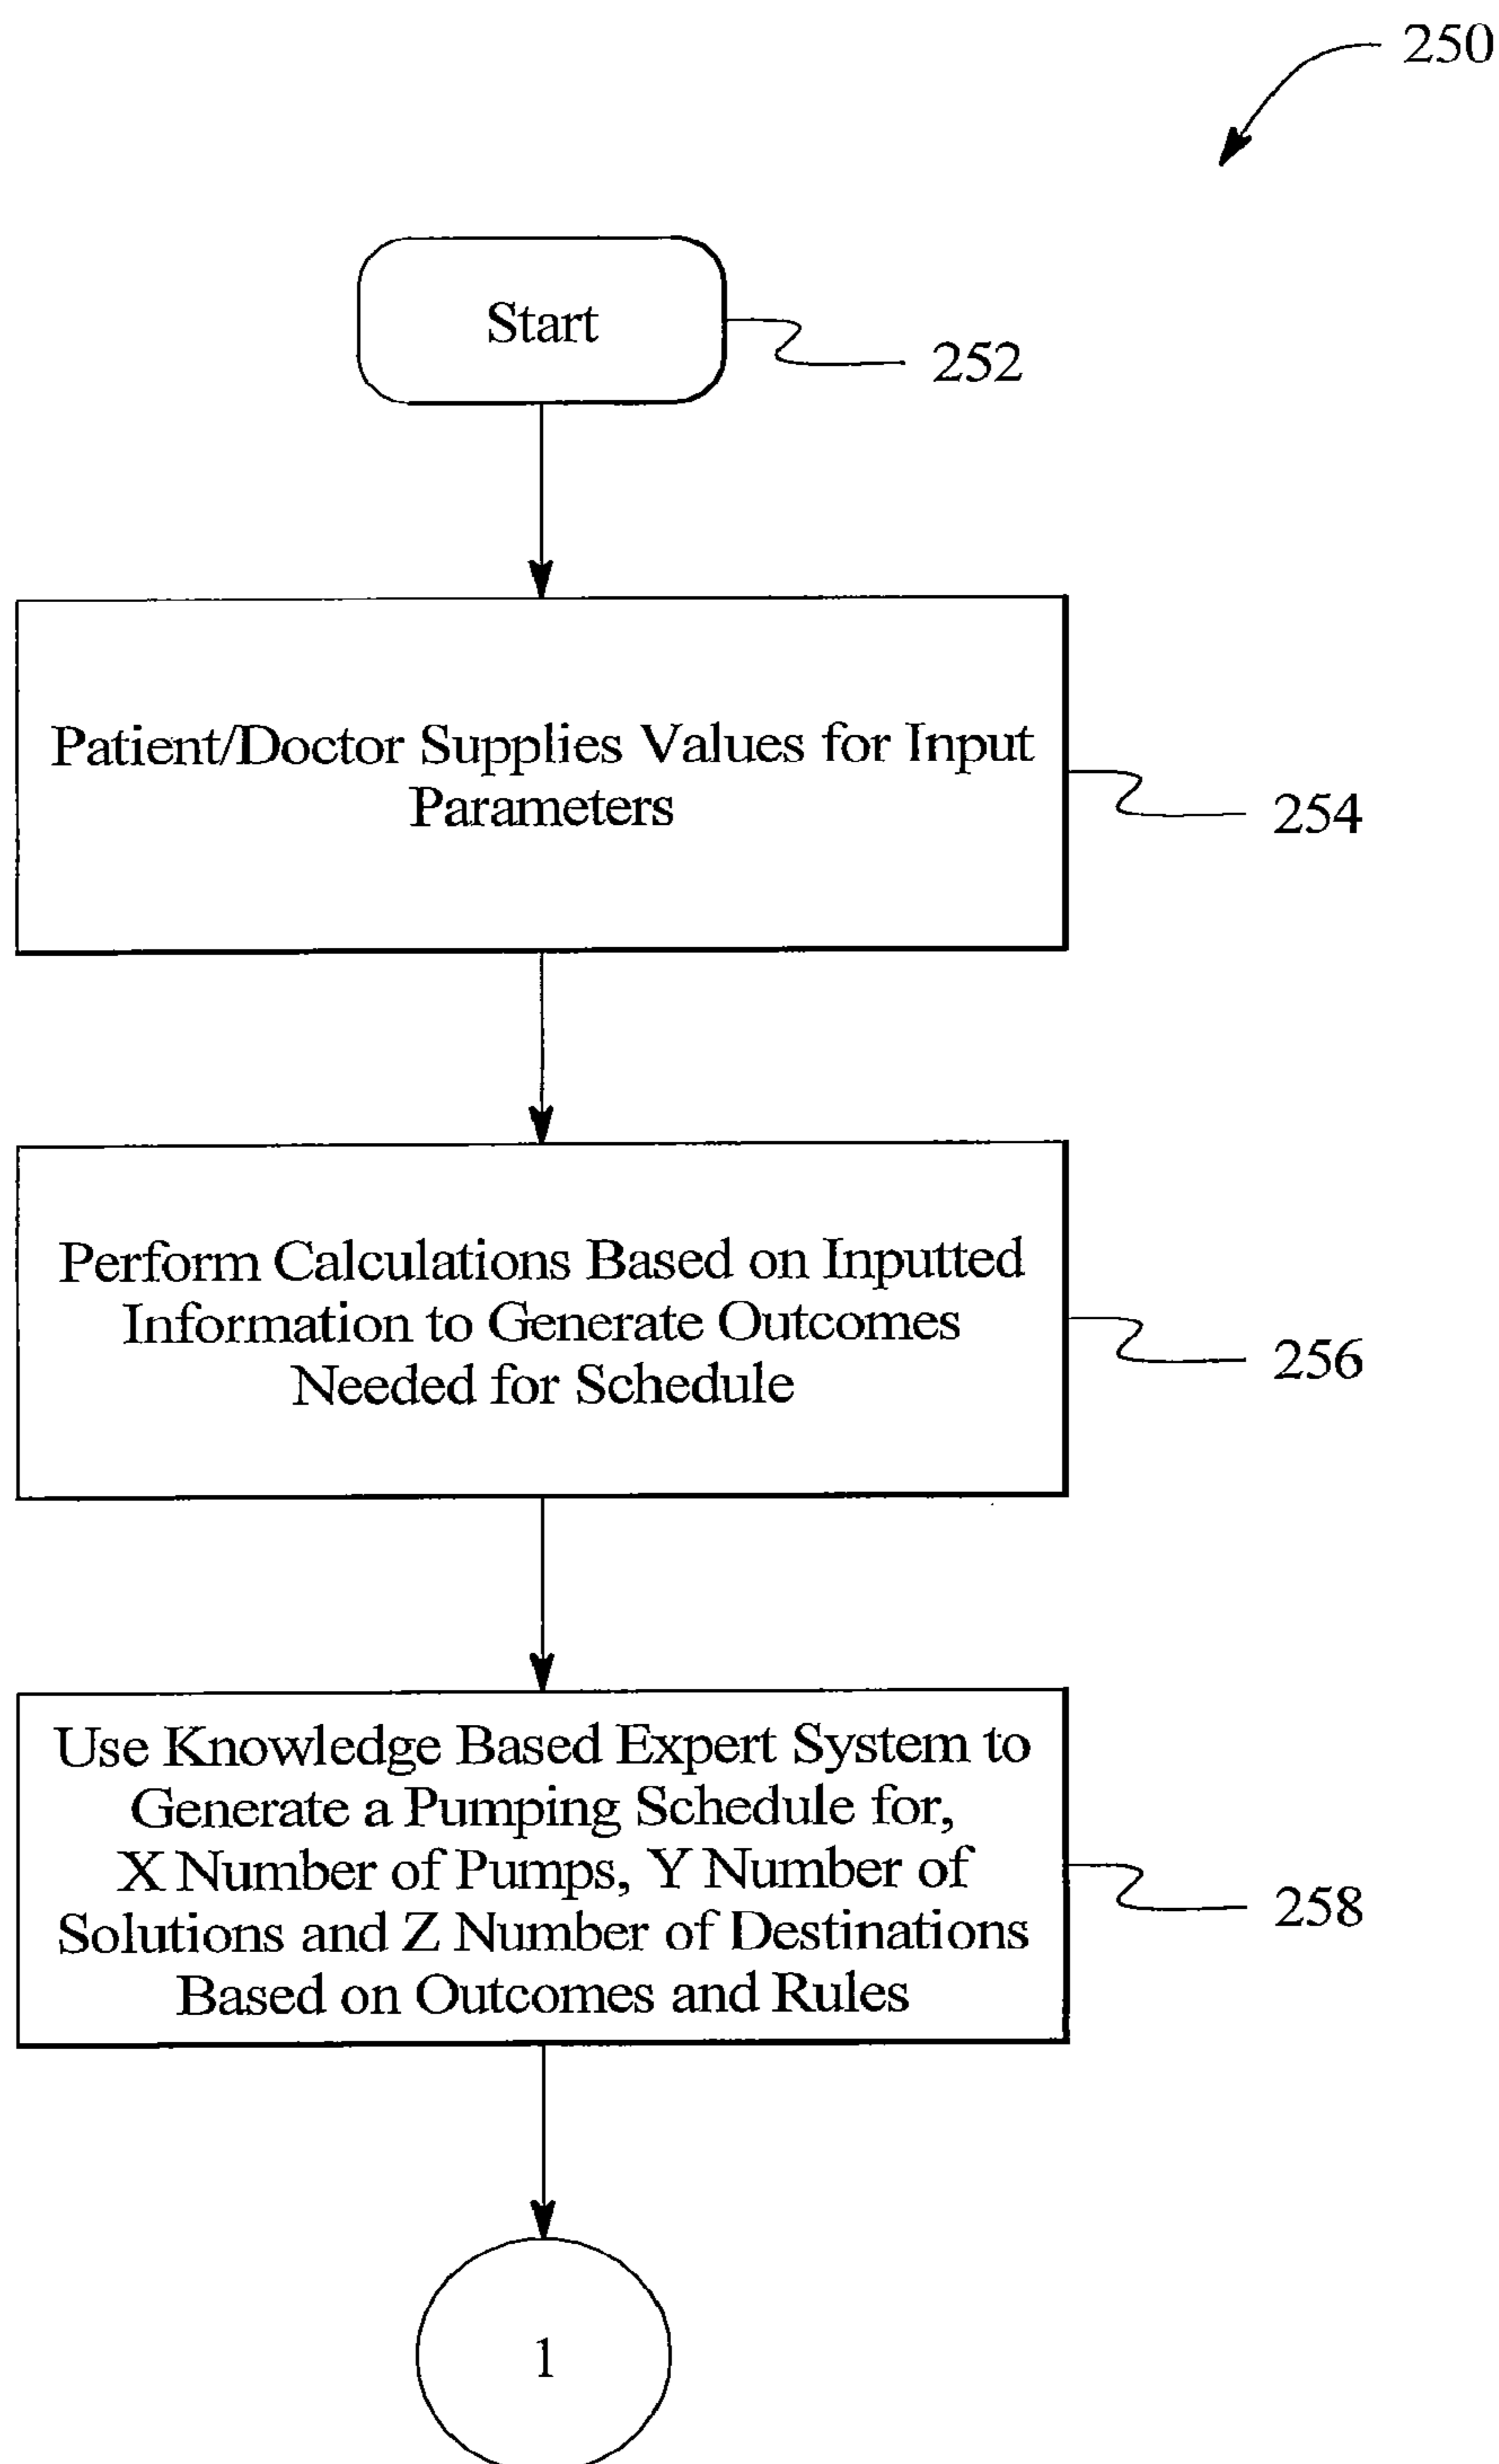 250
Start
252
Patient/Doctor Supplies Values for Input
Parameters
254
Perform Calculations Based on Inputted
Information to Generate Outcomes
Needed for Schedule
256
Use Knowledge Based Expert System to
Generate a Pumping Schedule for,
X Number of Pumps, Y Number of
Solutions and Z Number of Destinations
Based on Outcomes and Rules
258
1